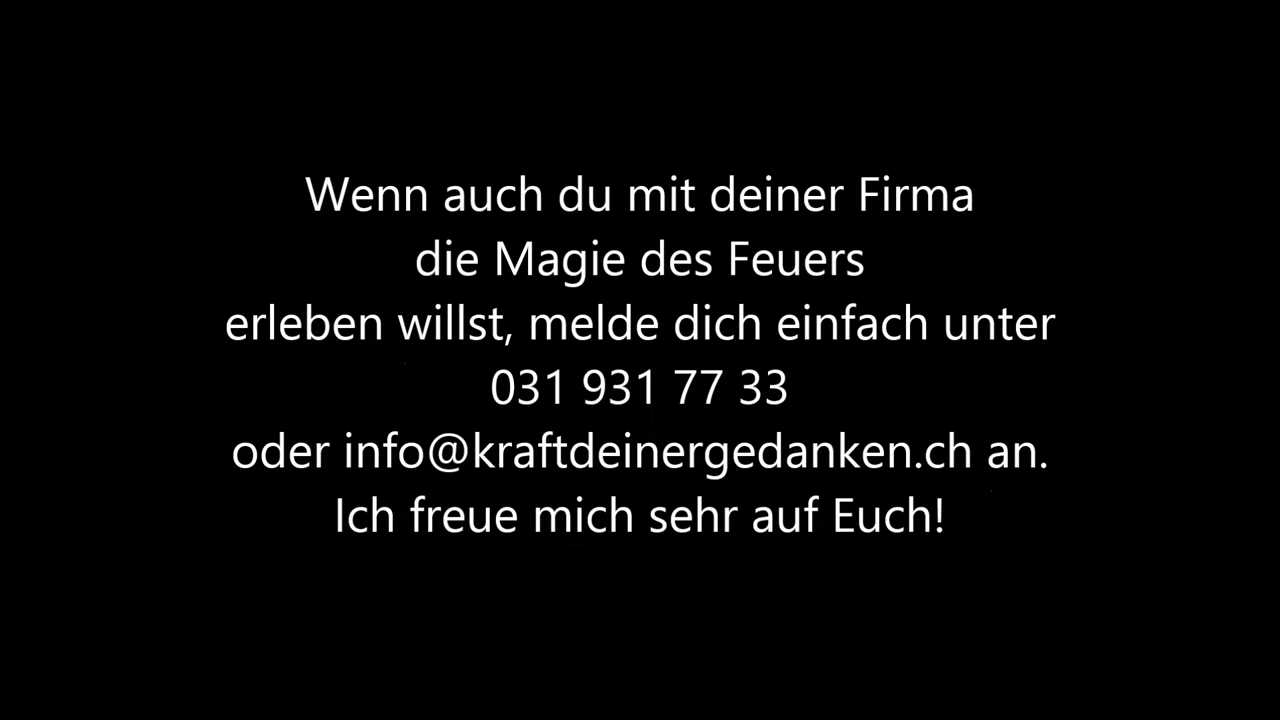 Wenn auch du mit deiner Firma
die Magie des Feuers
erleben willst, melde dich einfach unter
031 931 77 33
oder info@kraftdeinergedanken.ch an.
Ich freue mich sehr auf Euch!